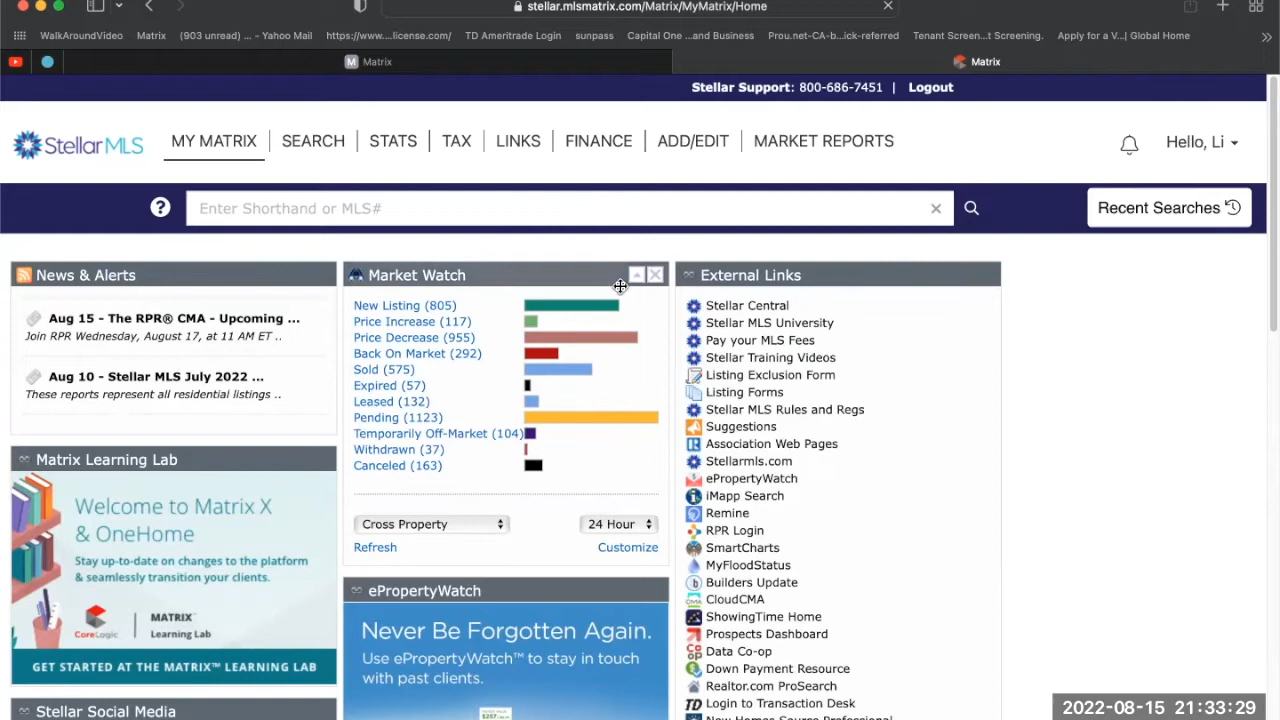 stellar.mlsmatrix.com/Matrix/MyMatrix/Home
WalkAroundVideo Matrix (903 unread) ... - Yahoo Mail https://www....license.com/ TD Ameritrade Login sunpass Capital One ...and Business Prou.net-CA-b...ick-referred Tenant Screen...t Screening. Apply for a V...| Global Home
M Matrix
Matrix
Stellar Support: 800-686-7451 | Logout
StellarMLS
MY MATRIX SEARCH STATS TAX LINKS FINANCE ADD/EDIT MARKET REPORTS
Hello, Li
Enter Shorthand or MLS#
Recent Searches
News & Alerts
Aug 15 - The RPR® CMA - Upcoming ...
Join RPR Wednesday, August 17, at 11 AM ET ..
Aug 10 - Stellar MLS July 2022 ...
These reports represent all residential listings ..
Matrix Learning Lab
Welcome to Matrix X
& OneHome
Stay up-to-date on changes to the platform
& seamlessly transition your clients.
CoreLogic
MATRIX™
Learning Lab
GET STARTED AT THE MATRIX™ LEARNING LAB
Stellar Social Media
Market Watch
New Listing (805)
Price Increase (117)
Price Decrease (955)
Back On Market (292)
Sold (575)
Expired (57)
Leased (132)
Pending (1123)
Temporarily Off-Market (104)
Withdrawn (37)
Canceled (163)
Cross Property 24 Hour
Refresh Customize
ePropertyWatch
Never Be Forgotten Again.
Use ePropertyWatch™ to stay in touch
with past clients.
External Links
Stellar Central
Stellar MLS University
Pay your MLS Fees
Stellar Training Videos
Listing Exclusion Form
Listing Forms
Stellar MLS Rules and Regs
Suggestions
Association Web Pages
Stellarmls.com
ePropertyWatch
iMapp Search
Remine
RPR Login
SmartCharts
MyFloodStatus
Builders Update
CloudCMA
ShowingTime Home
Prospects Dashboard
Data Co-op
Down Payment Resource
Realtor.com ProSearch
Login to Transaction Desk
New Homes Source Professional
2022-08-15 21:33:29